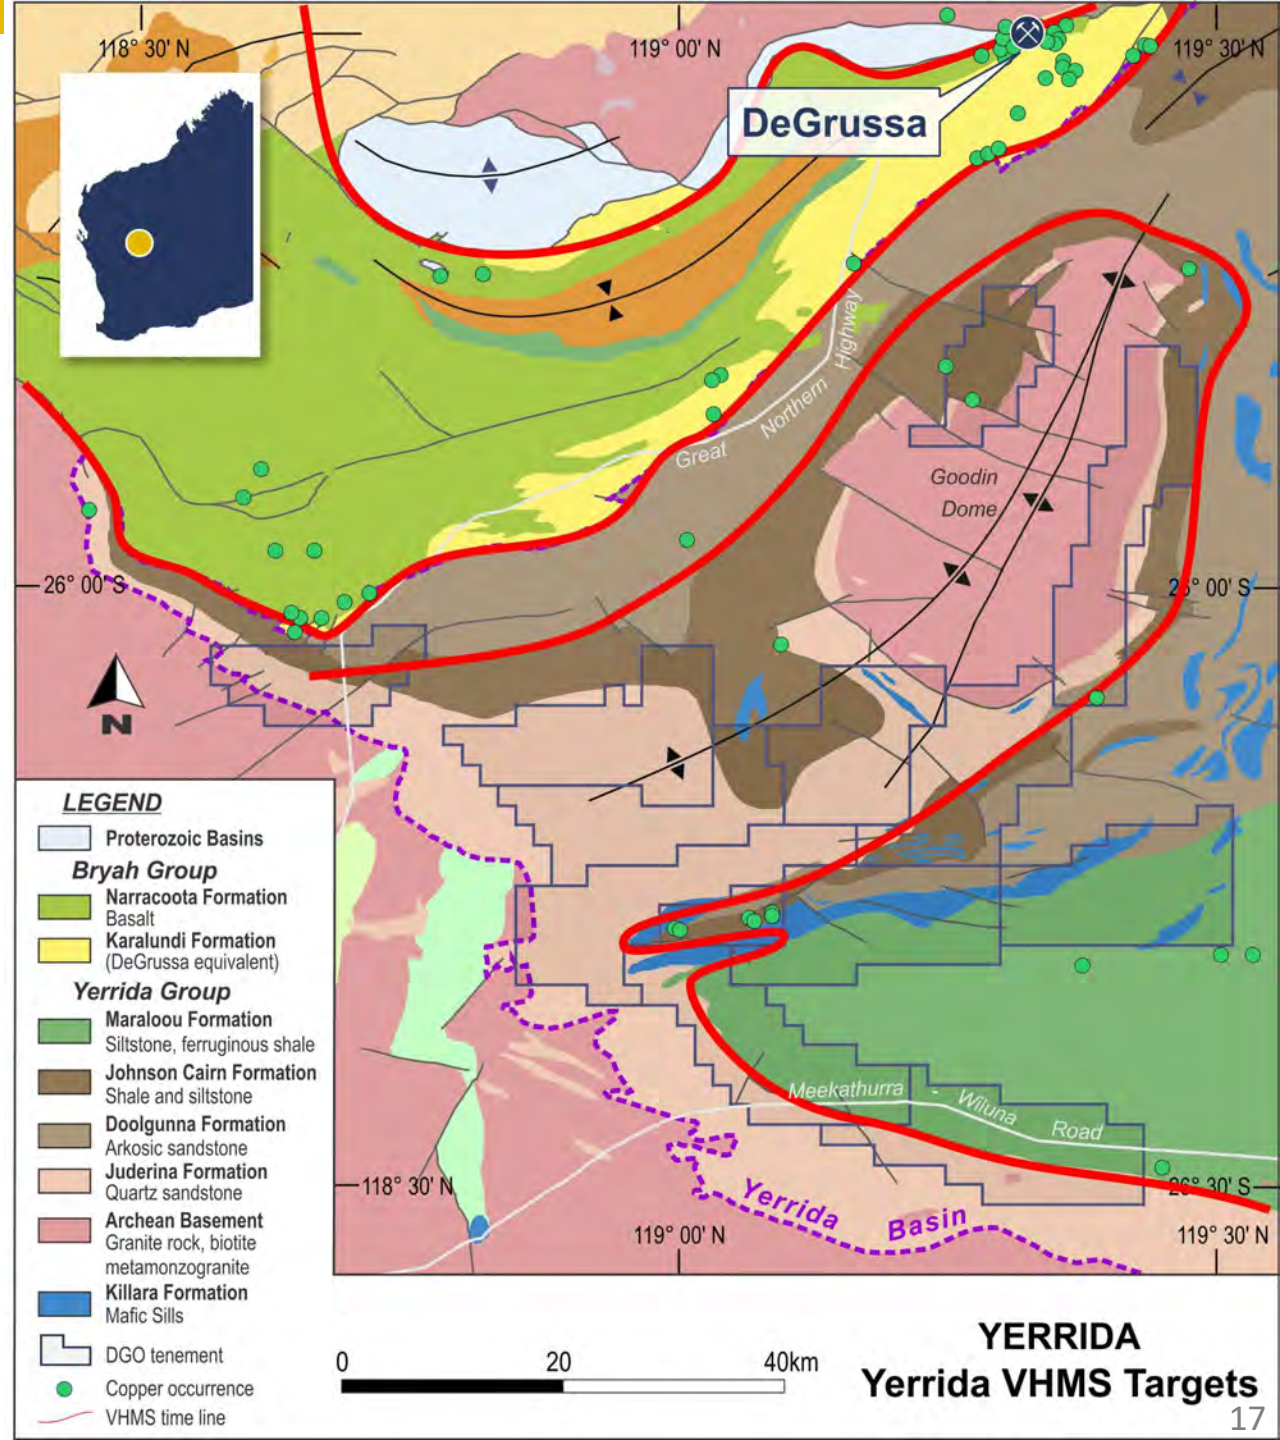 118° 30' N
119° 00' N
119° 30' N
DeGrussa
Great
Northern
Highway
Goodin
Dome
26° 00' S
26° 00' S
N
LEGEND
Proterozoic Basins
Bryah Group
Narracoota Formation
Basalt
Karalundi Formation
(DeGrussa equivalent)
Yerrida Group
Maraloou Formation
Siltstone, ferruginous shale
Johnson Cairn Formation
Shale and siltstone
Doolgunna Formation
Arkosic sandstone
Juderina Formation
Quartz sandstone
Archean Basement
Granite rock, biotite
metamonzogranite
Killara Formation
Mafic Sills
DGO tenement
Copper occurrence
VHMS time line
Meekathurra - Wiluna Road
118° 30' N
26° 30' S
Yerrida Basin
119° 00' N
119° 30' N
0 20 40km
YERRIDA
Yerrida VHMS Targets
17